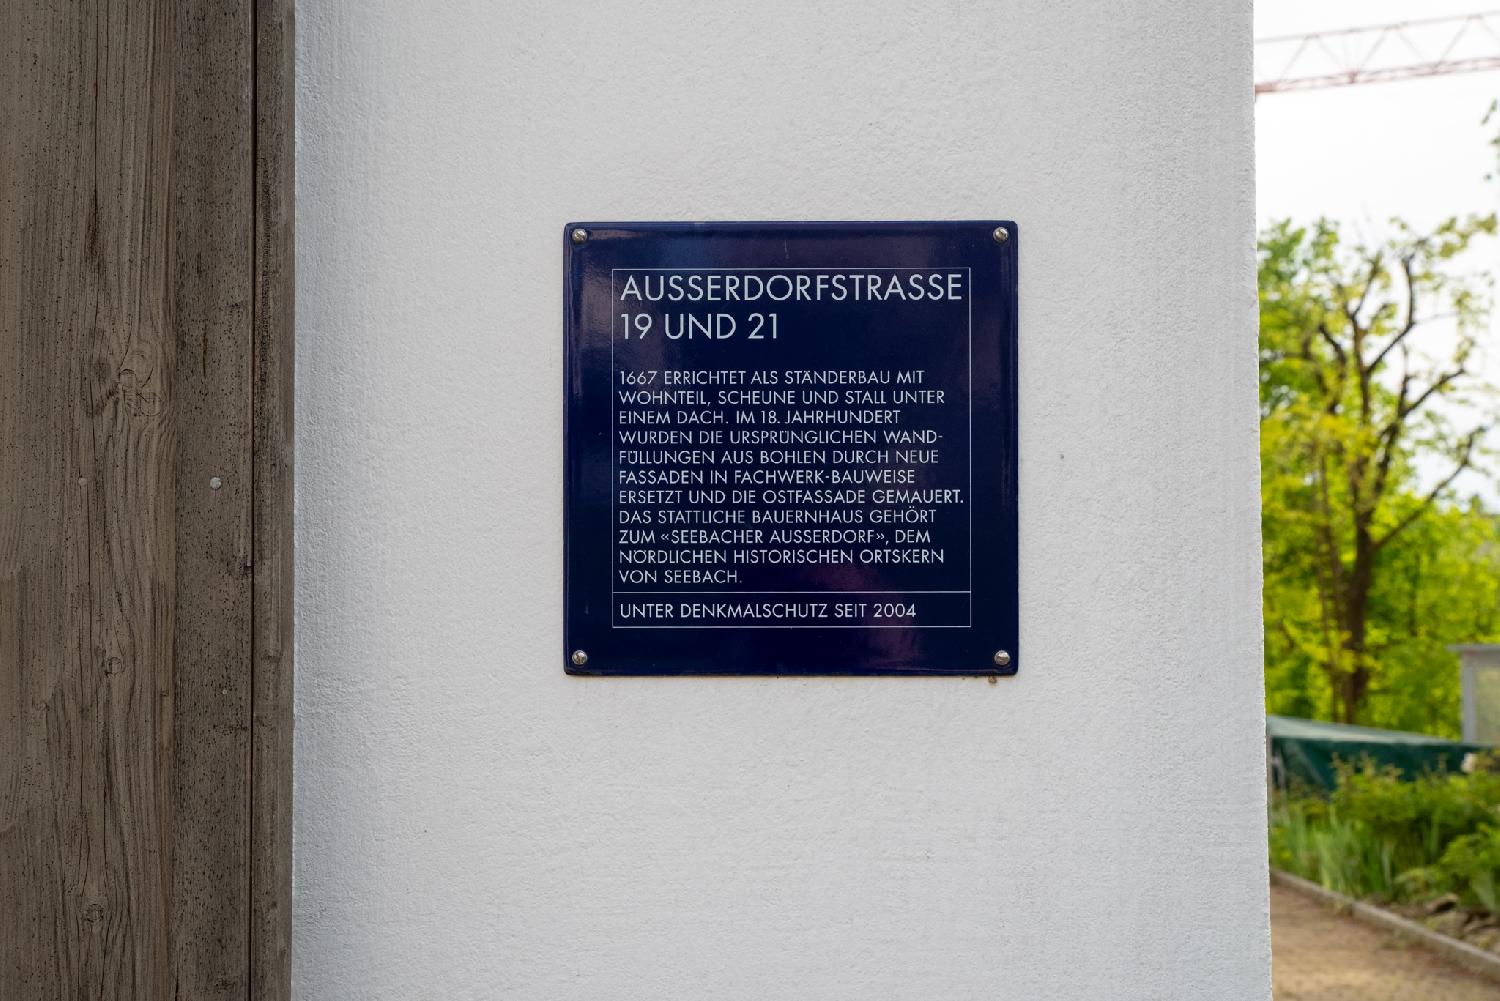 AUSSERDORFSTRASSE
19 UND 21
1667 ERRICHTET ALS STÄNDERBAU MIT
WOHNTEIL, SCHEUNE UND STALL UNTER
EINEM DACH. IM 18. JAHRHUNDERT
WURDEN DIE URSPRÜNGLICHEN WAND-
FÜLLUNGEN AUS BOHLEN DURCH NEUE
FASSADEN IN FACHWERK-BAUWEISE
ERSETZT UND DIE OSTFASSADE GEMAUERT.
DAS STATTLICHE BAUERNHAUS GEHÖRT
ZUM «SEEBACHER AUSSERDORF», DEM
NÖRDLICHEN HISTORISCHEN ORTSKERN
VON SEEBACH.
UNTER DENKMALSCHUTZ SEIT 2004